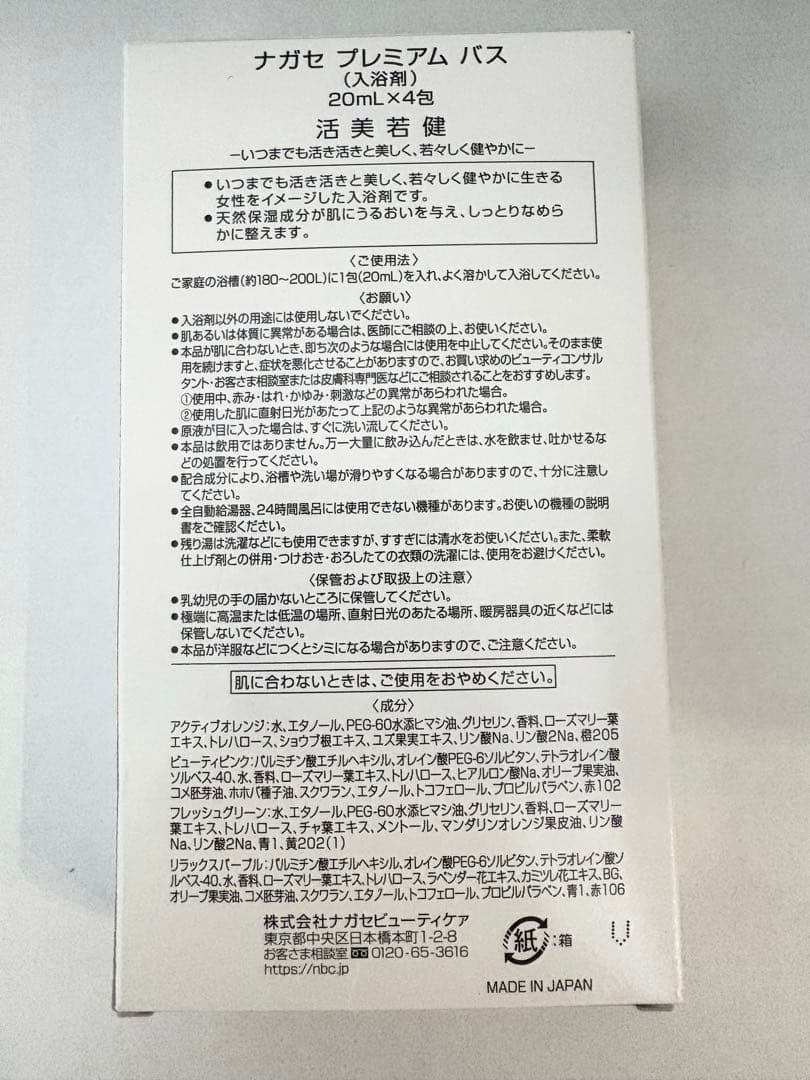 ナガセ プレミアム バス
(入浴剤)
20mL×4包
活美若健
−いつまでも活き活きと美しく、若々しく健やかに−
●いつまでも活き活きと美しく、若々しく健やかに生きる
女性をイメージした入浴剤です。
●天然保湿成分が肌にうるおいを与え、しっとりなめら
かに整えます。
〈ご使用法〉
ご家庭の浴槽(約180〜200L)に1包(20mL)を入れ、よく溶かして入浴してください。
〈お願い〉
●入浴剤以外の用途には使用しないでください。
●肌あるいは体質に異常がある場合は、医師にご相談の上、お使いください。
●本品が肌に合わないとき、即ち次のような場合には使用を中止してください。そのまま使
用を続けますと、症状を悪化させることがありますので、お買い求めのビューティコンサル
タント・お客さま相談室または皮膚科専門医などにご相談されることをおすすめします。
①使用中、赤み・はれ・かゆみ・刺激などの異常があらわれた場合。
②使用した肌に直射日光があたって上記のような異常があらわれた場合。
●原液が目に入った場合は、すぐに洗い流してください。
●本品は飲用ではありません。万一大量に飲み込んだときは、水を飲ませ、吐かせるな
どの処置を行ってください。
●配合成分により、浴槽や洗い場が滑りやすくなる場合がありますので、十分に注意し
てください。
●全自動給湯器、24時間風呂には使用できない機種があります。お使いの機種の説明
書をご確認ください。
●残り湯は洗濯などにも使用できますが、すすぎには清水をお使いください。また、柔軟
仕上げ剤との併用・つけおき・おろしたての衣類の洗濯には、使用をお避けください。
〈保管および取扱上の注意〉
●乳幼児の手の届かないところに保管してください。
●極端に高温または低温の場所、直射日光のあたる場所、暖房器具の近くなどには
保管しないでください。
●本品が洋服などにつくとシミになる場合がありますので、ご注意ください。
肌に合わないときは、ご使用をおやめください。
〈成分〉
アクティブオレンジ:水、エタノール、PEG-60水添ヒマシ油、グリセリン、香料、ローズマリー葉
エキス、トレハロース、ショウブ根エキス、ユズ果実エキス、リン酸Na、リン酸2Na、橙205
ビューティピンク:パルミチン酸エチルヘキシル、オレイン酸PEG-6ソルビタン、テトラオレイン酸
ソルベス-40、水、香料、ローズマリー葉エキス、トレハロース、ヒアルロン酸Na、オリーブ果実油、
コメ胚芽油、ホホバ種子油、スクワラン、エタノール、トコフェロール、プロピルパラベン、赤102
フレッシュグリーン:水、エタノール、PEG-60水添ヒマシ油、グリセリン、香料、ローズマリー
葉エキス、トレハロース、チャ葉エキス、メントール、マンダリンオレンジ果皮油、リン酸
Na、リン酸2Na、青1、黄202(1)
リラックスパープル:パルミチン酸エチルヘキシル、オレイン酸PEG-6ソルビタン、テトラオレイン酸ソ
ルベス-40、水、香料、ローズマリー葉エキス、トレハロース、ラベンダー花エキス、カミツレ花エキス、BG、
オリーブ果実油、コメ胚芽油、スクワラン、エタノール、トコフェロール、プロピルパラベン、青1、赤106
株式会社ナガセビューティケァ
東京都中央区日本橋本町1-2-8
お客さま相談室 0120-65-3616
https://nbc.jp
紙:箱
V
MADE IN JAPAN